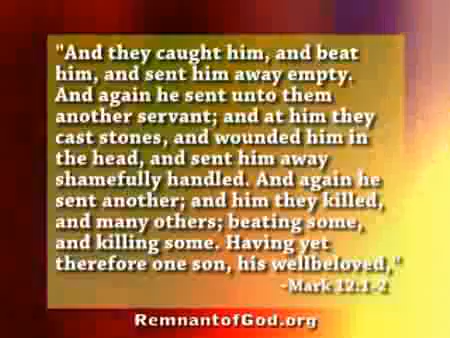 "And they caught him, and beat
him, and sent him away empty.
And again he sent unto them
another servant; and at him they
cast stones, and wounded him in
the head, and sent him away
shamefully handled. And again he
sent another; and him they killed,
and many others; beating some,
and killing some. Having yet
therefore one son, his wellbeloved,"
-Mark 12:1-2
RemnantofGod.org